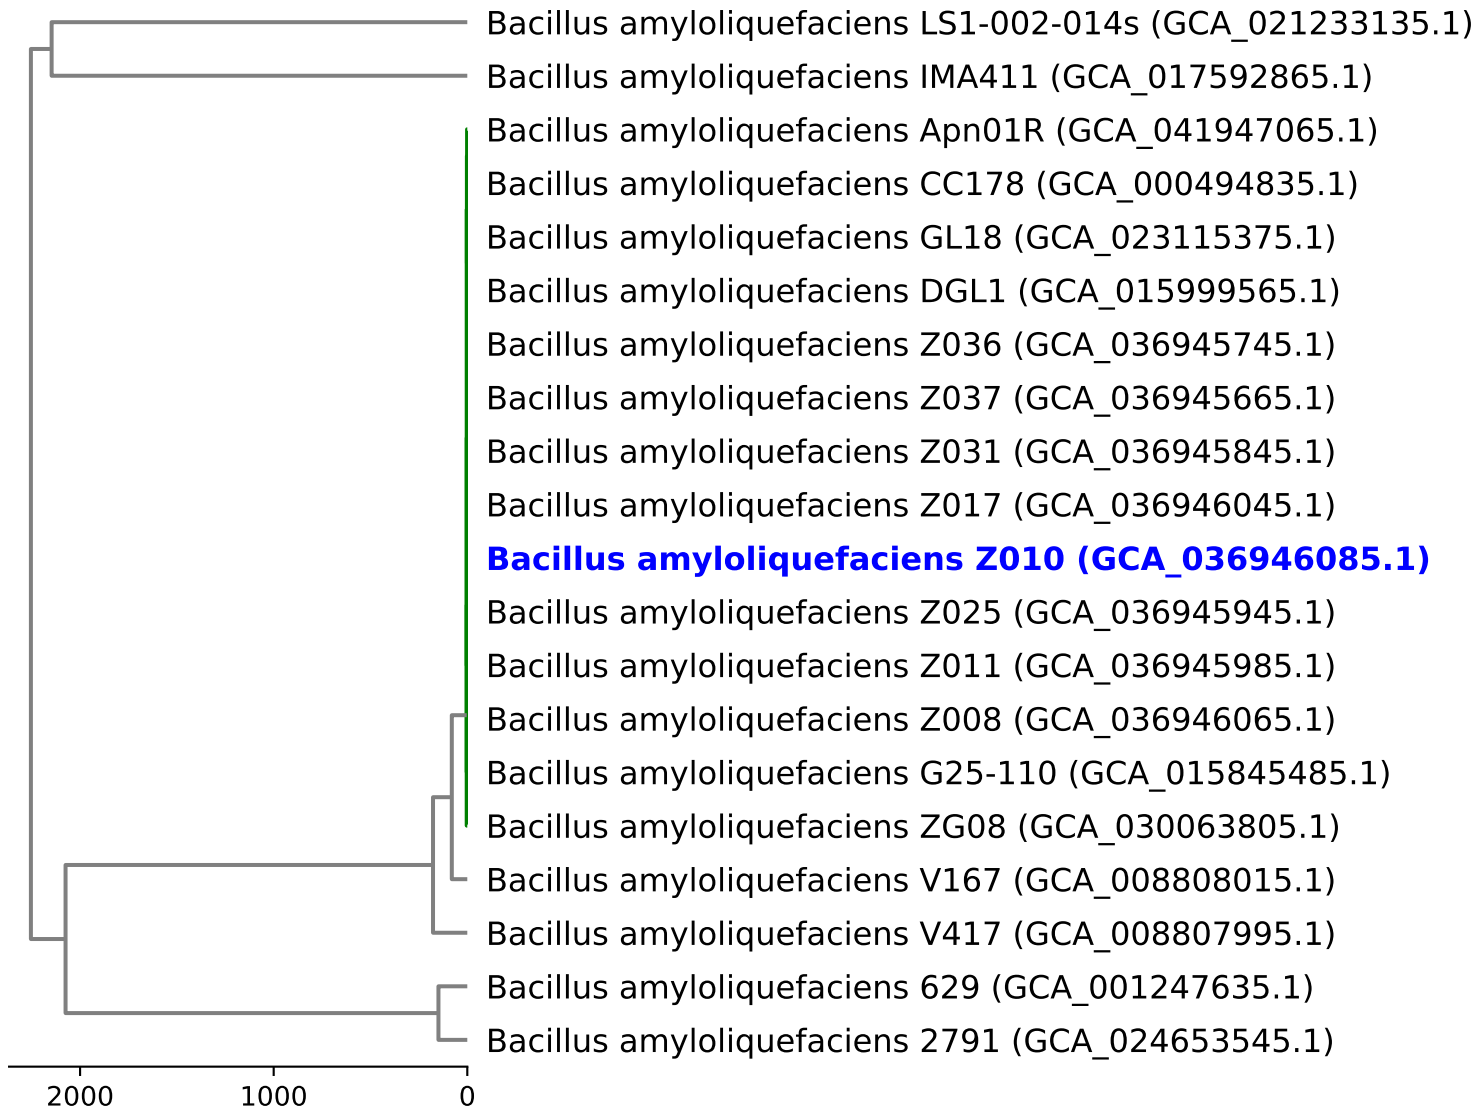 Bacillus amyloliquefaciens LS1-002-014s (GCA_021233135.1)
Bacillus amyloliquefaciens IMA411 (GCA_017592865.1)
Bacillus amyloliquefaciens Apn01R (GCA_041947065.1)
Bacillus amyloliquefaciens CC178 (GCA_000494835.1)
Bacillus amyloliquefaciens GL18 (GCA_023115375.1)
Bacillus amyloliquefaciens DGL1 (GCA_015999565.1)
Bacillus amyloliquefaciens Z036 (GCA_036945745.1)
Bacillus amyloliquefaciens Z037 (GCA_036945665.1)
Bacillus amyloliquefaciens Z031 (GCA_036945845.1)
Bacillus amyloliquefaciens Z017 (GCA_036946045.1)
Bacillus amyloliquefaciens Z010 (GCA_036946085.1)
Bacillus amyloliquefaciens Z025 (GCA_036945945.1)
Bacillus amyloliquefaciens Z011 (GCA_036945985.1)
Bacillus amyloliquefaciens Z008 (GCA_036946065.1)
Bacillus amyloliquefaciens G25-110 (GCA_015845485.1)
Bacillus amyloliquefaciens ZG08 (GCA_030063805.1)
Bacillus amyloliquefaciens V167 (GCA_008808015.1)
Bacillus amyloliquefaciens V417 (GCA_008807995.1)
Bacillus amyloliquefaciens 629 (GCA_001247635.1)
Bacillus amyloliquefaciens 2791 (GCA_024653545.1)
2000 1000 0